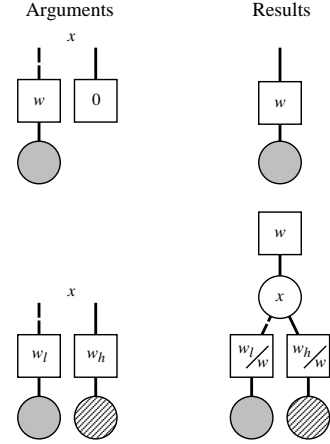 Arguments Results
x
w 0 w
w
x x
w_l w_h w_l/w w_h/w